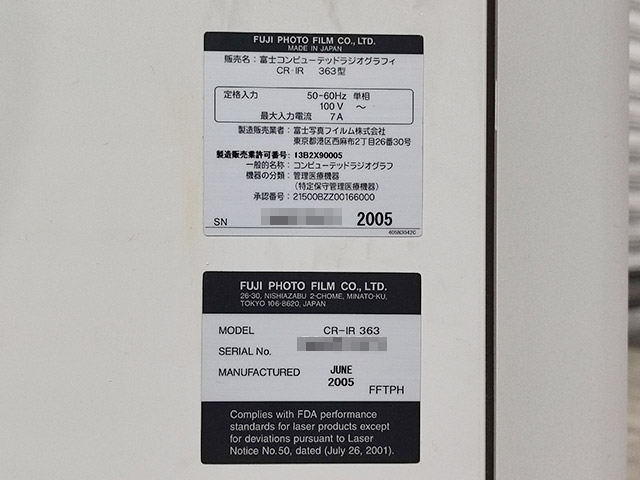 FUJI PHOTO FILM CO., LTD.
MADE IN JAPAN
販売名：富士コンピューテッドラジオグラフィ
CR-IR 363型
定格入力 50-60Hz 単相
100V ～
最大入力電流 7A
製造販売業者：富士写真フイルム株式会社
東京都港区西麻布2丁目26番30号
製造販売業許可番号：13B2X90005
一般的名称：コンピューテッドラジオグラフ
機器の分類：管理医療機器
（特定保守管理医療機器）
承認番号：21500BZZ00166000
SN 2005
405N3042C
FUJI PHOTO FILM CO., LTD.
26-30, NISHIAZABU 2-CHOME, MINATO-KU,
TOKYO 106-8620, JAPAN
MODEL CR-IR 363
SERIAL No.
MANUFACTURED JUNE
2005
FFTPH
Complies with FDA performance
standards for laser products except
for deviations pursuant to Laser
Notice No.50, dated (July 26, 2001).